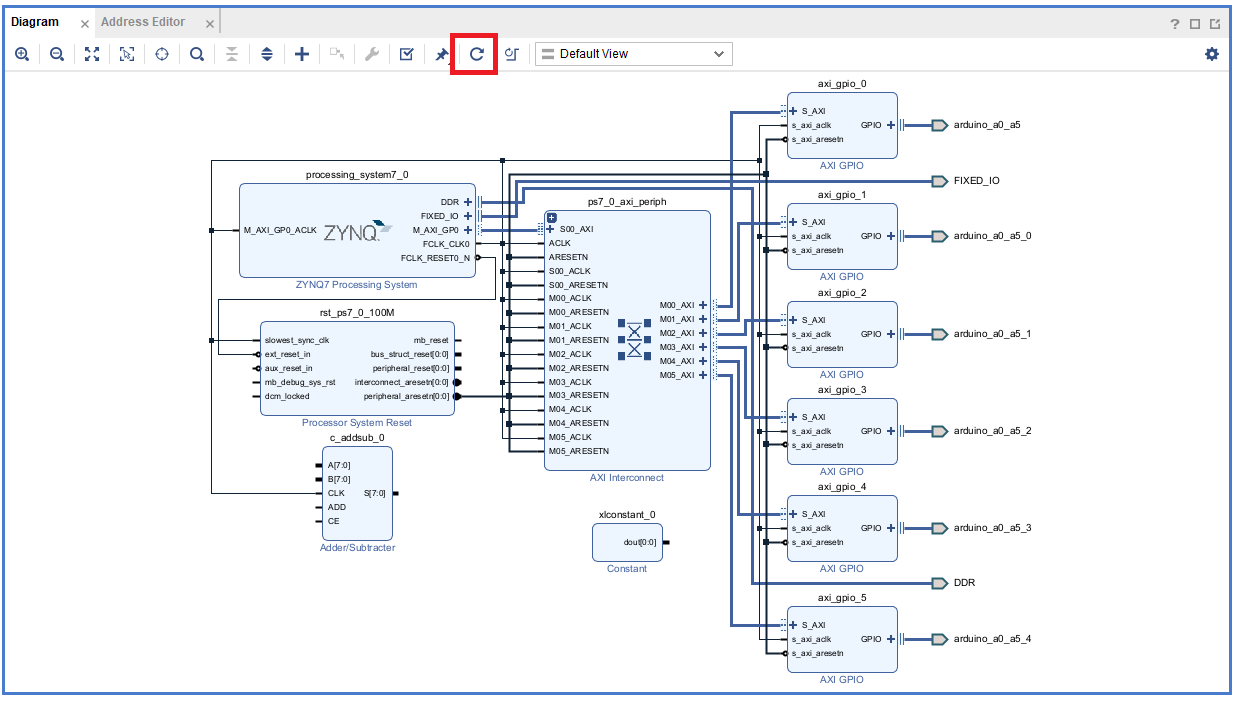 Diagram
Address Editor
Default View
processing_system7_0
M_AXI_GP0_ACLK
ZYNQ
DDR
FIXED_IO
M_AXI_GP0
FCLK_CLK0
FCLK_RESET0_N
ZYNQ7 Processing System
rst_ps7_0_100M
slowest_sync_clk
ext_reset_in
aux_reset_in
mb_debug_sys_rst
dcm_locked
mb_reset
bus_struct_reset[0:0]
peripheral_reset[0:0]
interconnect_aresetn[0:0]
peripheral_aresetn[0:0]
Processor System Reset
c_addsub_0
A[7:0]
B[7:0]
CLK
ADD
CE
S[7:0]
Adder/Subtracter
ps7_0_axi_periph
S00_AXI
ACLK
ARESETN
S00_ACLK
S00_ARESETN
M00_ACLK
M00_ARESETN
M01_ACLK
M01_ARESETN
M02_ACLK
M02_ARESETN
M03_ACLK
M03_ARESETN
M04_ACLK
M04_ARESETN
M05_ACLK
M05_ARESETN
M00_AXI
M01_AXI
M02_AXI
M03_AXI
M04_AXI
M05_AXI
AXI Interconnect
xlconstant_0
dout[0:0]
Constant
axi_gpio_0
S_AXI
s_axi_aclk
s_axi_aresetn
GPIO
AXI GPIO
arduino_a0_a5
FIXED_IO
axi_gpio_1
S_AXI
s_axi_aclk
s_axi_aresetn
GPIO
AXI GPIO
arduino_a0_a5_0
axi_gpio_2
S_AXI
s_axi_aclk
s_axi_aresetn
GPIO
AXI GPIO
arduino_a0_a5_1
axi_gpio_3
S_AXI
s_axi_aclk
s_axi_aresetn
GPIO
AXI GPIO
arduino_a0_a5_2
axi_gpio_4
S_AXI
s_axi_aclk
s_axi_aresetn
GPIO
AXI GPIO
arduino_a0_a5_3
DDR
axi_gpio_5
S_AXI
s_axi_aclk
s_axi_aresetn
GPIO
AXI GPIO
arduino_a0_a5_4